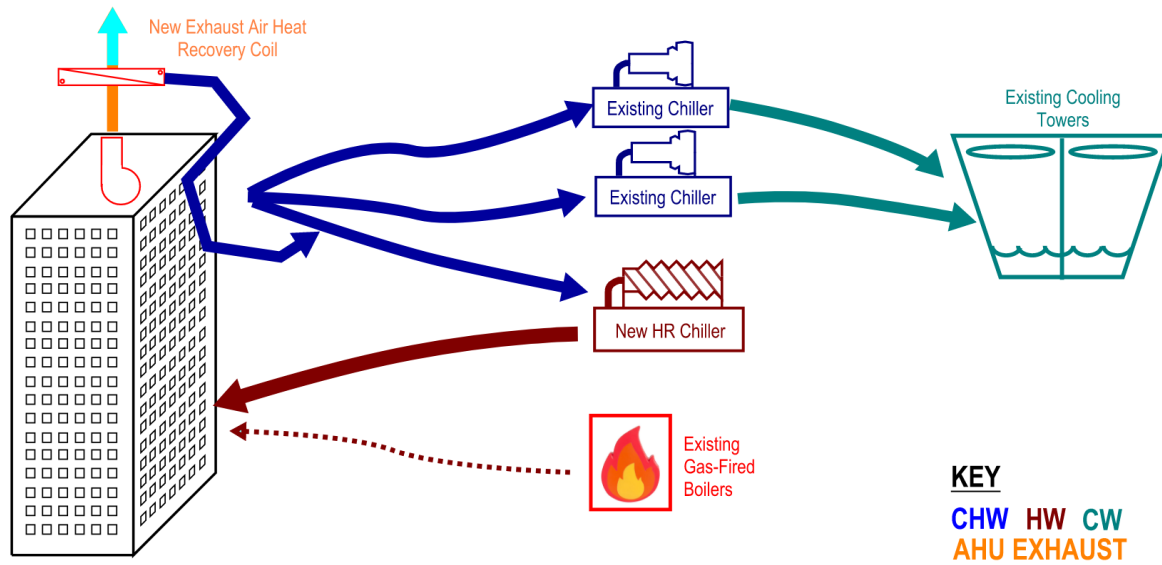 New Exhaust Air Heat
Recovery Coil
Existing Chiller
Existing Chiller
Existing Cooling
Towers
New HR Chiller
Existing
Gas-Fired
Boilers
KEY
CHW HW CW
AHU EXHAUST